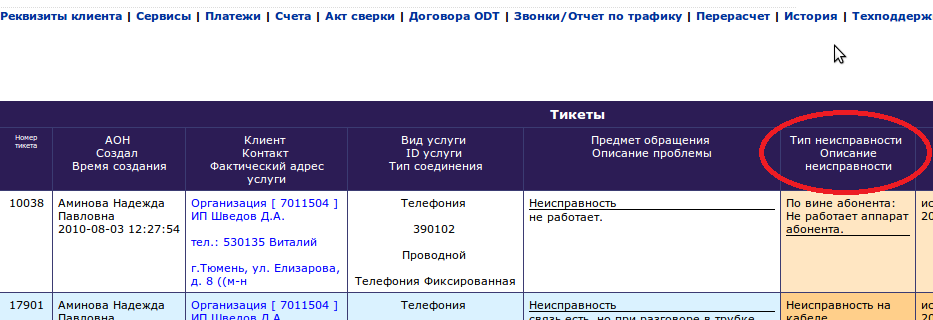 Реквизиты клиента | Сервисы | Платежи | Счета | Акт сверки | Договора ODT | Звонки/Отчет по трафику | Перерасчет | История | Техподдерж
Тикеты
Номер
тикета
АОН
Создал
Время создания
Клиент
Контакт
Фактический адрес
услуги
Вид услуги
ID услуги
Тип соединения
Предмет обращения
Описание проблемы
Тип неисправности
Описание
неисправности
10038
Аминова Надежда
Павловна
2010-08-03 12:27:54
Организация [ 7011504 ]
ИП Шведов Д.А.
тел.: 530135 Виталий
г.Тюмень, ул. Елизарова,
д. 8 ((м-н
Телефония
390102
Проводной
Телефония Фиксированная
Неисправность
не работает.
По вине абонента:
Не работает аппарат
абонента.
ис
20
17901
Аминова Надежда
Павловна
Организация [ 7011504 ]
ИП Шведов Д.А.
Телефония
Неисправность
связь есть, но при разговоре в трубке
Неисправность на
кабеле
ис
20